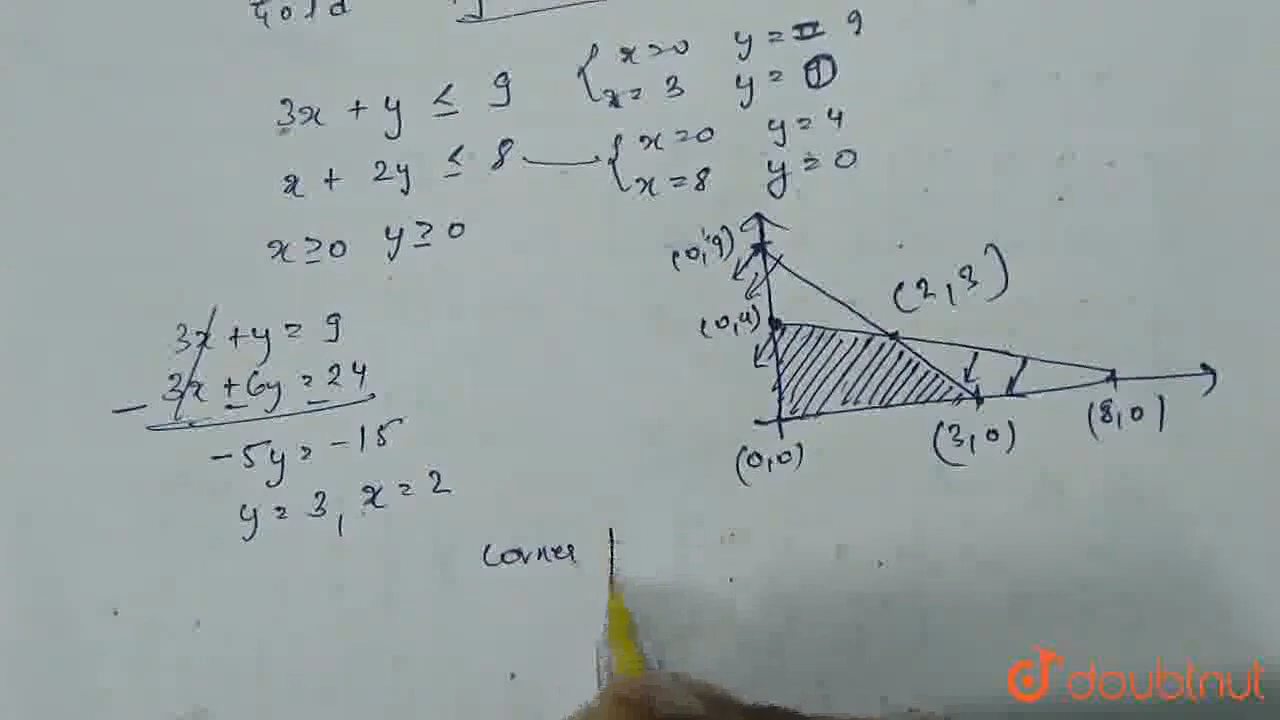 Gold
3x + y ≤ 9 { x=0 y = 9
x = 3 y = 0
x + 2y ≤ 8 — { x=0 y=4
x=8 y=0
x≥0 y≥0
3x + y = 9
- 3x + 6y = 24
-5y = -15
y = 3, x = 2
(0,9)
(2,3)
(0,4)
(0,0)
(3,0)
(8,0)
Corner
doubtnut